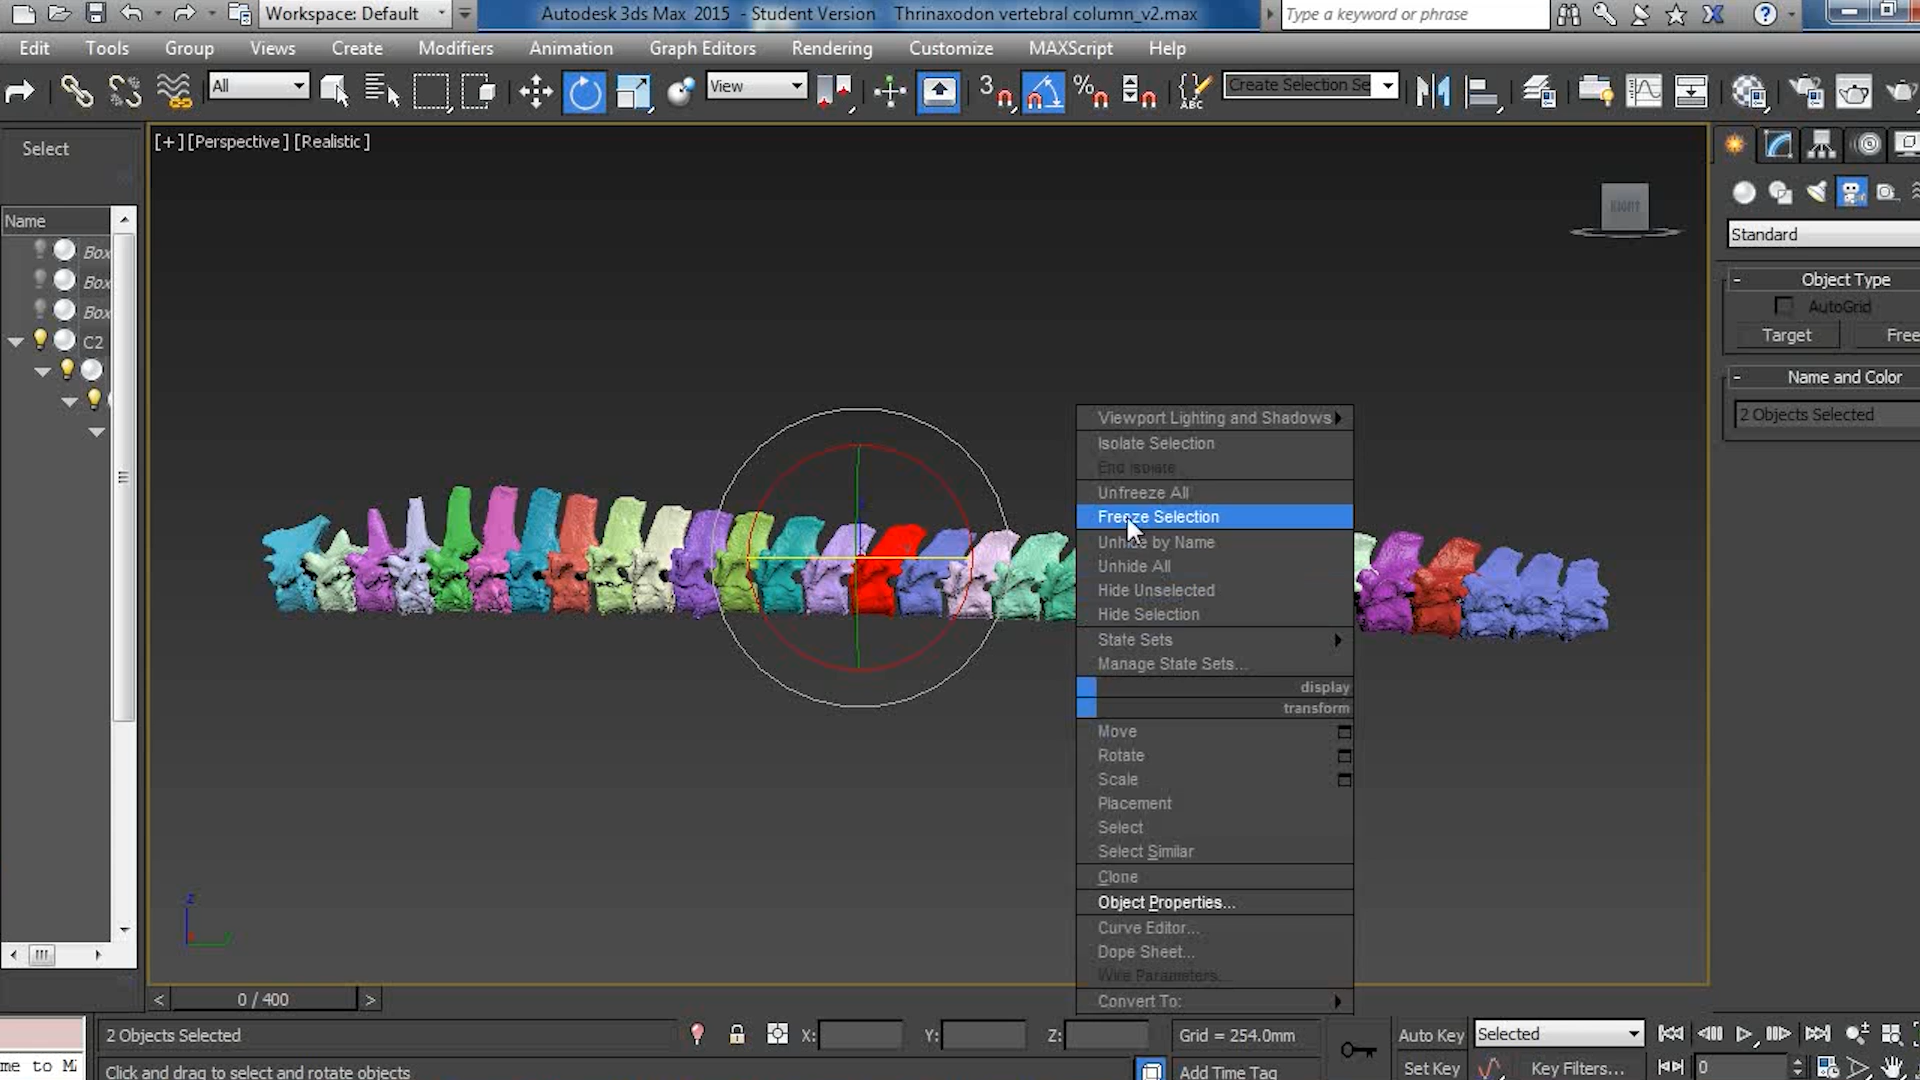 Workspace: Default
Autodesk 3ds Max 2015 - Student Version Thrinaxodon vertebral column_v2.max
Type a keyword or phrase
Edit Tools Group Views Create Modifiers Animation Graph Editors Rendering Customize MAXScript Help
All
View
3
%
ABC
Create Selection Se
Select
[+][Perspective][Realistic]
RIGHT
Name
Box
Box
Box
C2
Standard
- Object Type
AutoGrid
Target Free
- Name and Color
2 Objects Selected
Viewport Lighting and Shadows
Isolate Selection
End Isolate
Unfreeze All
Freeze Selection
Unhide by Name
Unhide All
Hide Unselected
Hide Selection
State Sets
Manage State Sets...
display
transform
Move
Rotate
Scale
Placement
Select
Select Similar
Clone
Object Properties...
Curve Editor...
Dope Sheet...
Wire Parameters...
Convert To:
z
y
< 0 / 400 >
2 Objects Selected
X: Y: Z:
Grid = 254.0mm
Auto Key
Selected
me to Mi
Click and drag to select and rotate objects
Add Time Tag
Set Key
Key Filters...
0